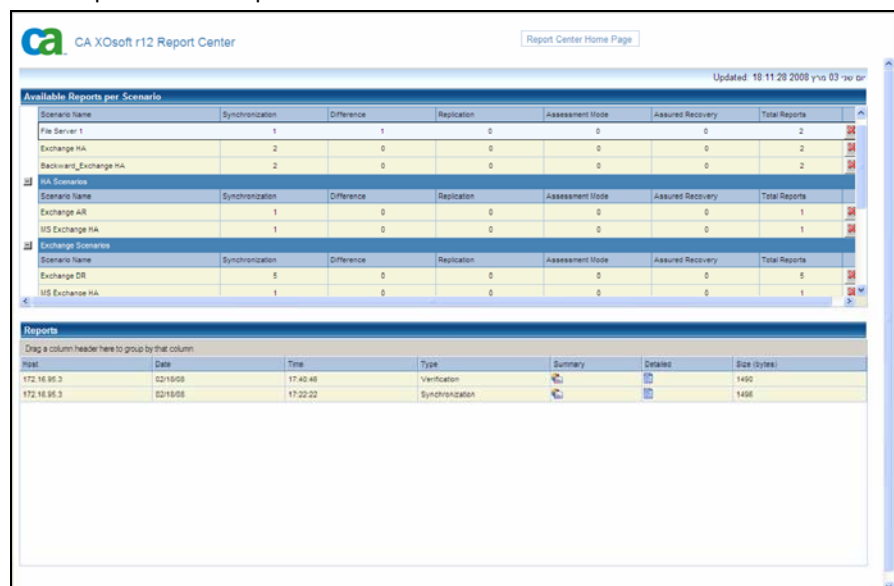 ca CA XOsoft r12 Report Center Report Center Home Page
Updated: 18:11:28 2008 יום שני 03 מרץ
Available Reports per Scenario
Scenario Name Synchronization Difference Replication Assessment Mode Assured Recovery Total Reports
File Server 1 1 1 0 0 0 2
Exchange HA 2 0 0 0 0 2
Backward_Exchange HA 2 0 0 0 0 2
HA Scenarios
Scenario Name Synchronization Difference Replication Assessment Mode Assured Recovery Total Reports
Exchange AR 1 0 0 0 0 1
MS Exchange HA 1 0 0 0 0 1
Exchange Scenarios
Scenario Name Synchronization Difference Replication Assessment Mode Assured Recovery Total Reports
Exchange DR 5 0 0 0 0 5
MS Exchange HA 1 0 0 0 0 1
Reports
Drag a column header here to group by that column
Host Date Time Type Summary Detailed Size (bytes)
172.16.95.3 02/18/08 17:40:46 Verification 1490
172.16.95.3 02/18/08 17:22:22 Synchronization 1496